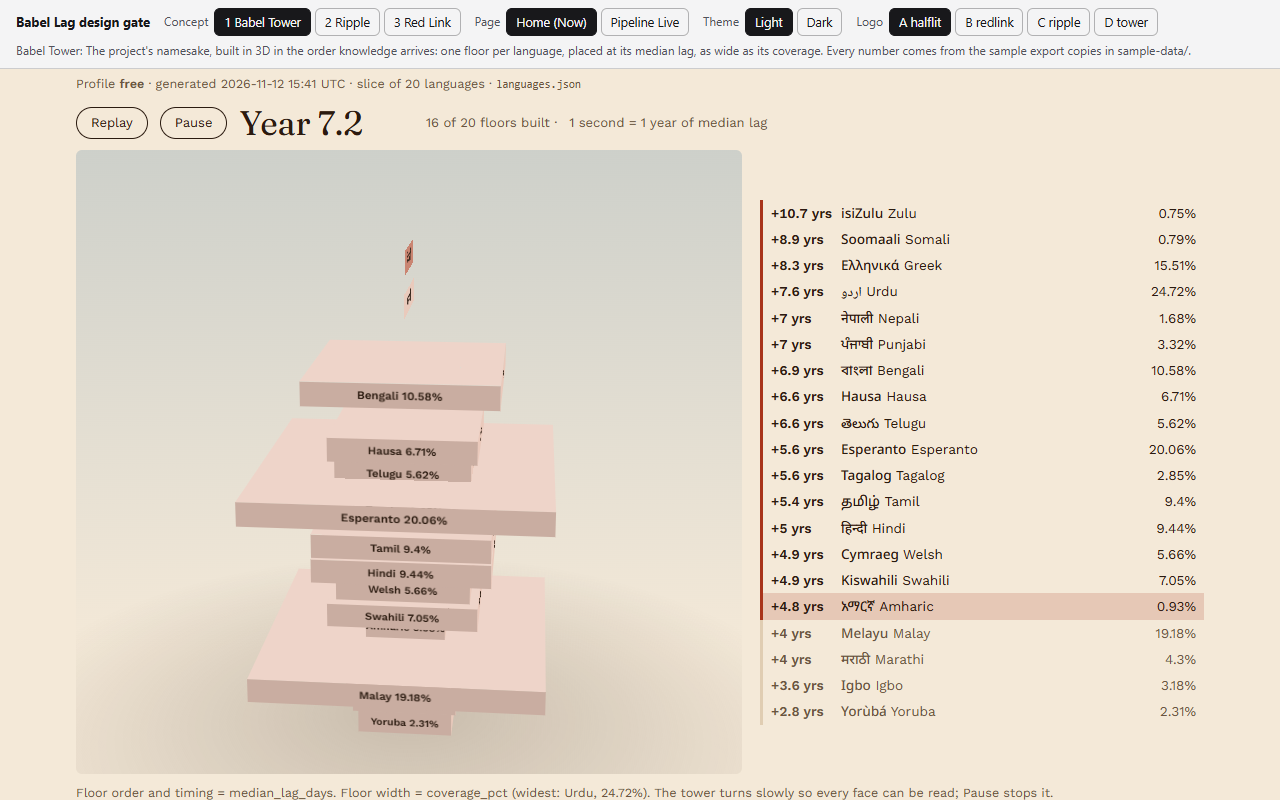 Babel Lag design gate Concept 1 Babel Tower 2 Ripple 3 Red Link Page Home (Now) Pipeline Live Theme Light Dark Logo A halflit B redlink C ripple D tower
Babel Tower: The project's namesake, built in 3D in the order knowledge arrives: one floor per language, placed at its median lag, as wide as its coverage. Every number comes from the sample export copies in sample-data/.
Profile free · generated 2026-11-12 15:41 UTC · slice of 20 languages · languages.json
Replay Pause Year 7.2 16 of 20 floors built · 1 second = 1 year of median lag
Bengali 10.58%
Hausa 6.71%
Telugu 5.62%
Esperanto 20.06%
Tamil 9.4%
Hindi 9.44%
Welsh 5.66%
Swahili 7.05%
Malay 19.18%
Yoruba 2.31%
+10.7 yrs isiZulu Zulu 0.75%
+8.9 yrs Soomaali Somali 0.79%
+8.3 yrs Ελληνικά Greek 15.51%
+7.6 yrs اردو Urdu 24.72%
+7 yrs नेपाली Nepali 1.68%
+7 yrs ਪੰਜਾਬੀ Punjabi 3.32%
+6.9 yrs বাংলা Bengali 10.58%
+6.6 yrs Hausa Hausa 6.71%
+6.6 yrs తెలుగు Telugu 5.62%
+5.6 yrs Esperanto Esperanto 20.06%
+5.6 yrs Tagalog Tagalog 2.85%
+5.4 yrs தமிழ் Tamil 9.4%
+5 yrs हिन्दी Hindi 9.44%
+4.9 yrs Cymraeg Welsh 5.66%
+4.9 yrs Kiswahili Swahili 7.05%
+4.8 yrs አማርኛ Amharic 0.93%
+4 yrs Melayu Malay 19.18%
+4 yrs मराठी Marathi 4.3%
+3.6 yrs Igbo Igbo 3.18%
+2.8 yrs Yorùbá Yoruba 2.31%
Floor order and timing = median_lag_days. Floor width = coverage_pct (widest: Urdu, 24.72%). The tower turns slowly so every face can be read; Pause stops it.